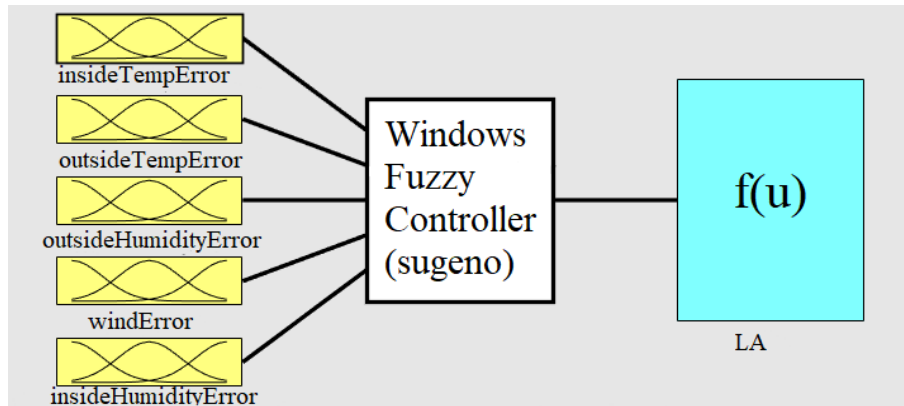 insideTempError
outsideTempError
outsideHumidityError
windError
insideHumidityError
Windows
Fuzzy
Controller
(sugeno)
f(u)
LA